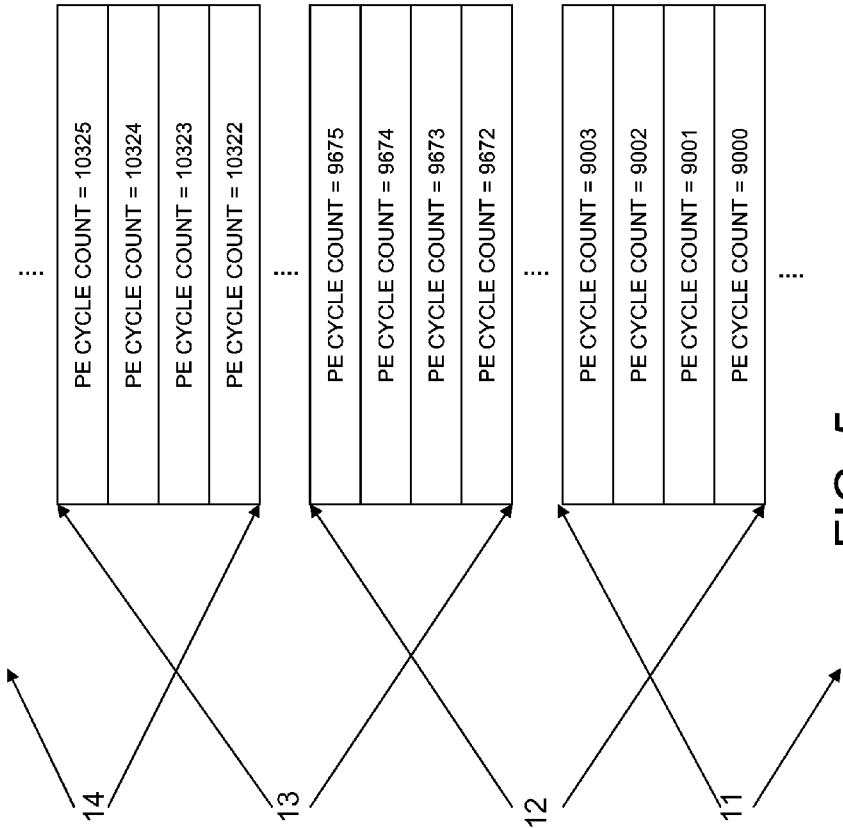 ....
14
PE CYCLE COUNT = 10325
PE CYCLE COUNT = 10324
PE CYCLE COUNT = 10323
PE CYCLE COUNT = 10322
....
13
PE CYCLE COUNT = 9675
PE CYCLE COUNT = 9674
PE CYCLE COUNT = 9673
PE CYCLE COUNT = 9672
....
12
PE CYCLE COUNT = 9003
PE CYCLE COUNT = 9002
PE CYCLE COUNT = 9001
PE CYCLE COUNT = 9000
11
....
FIG. 5